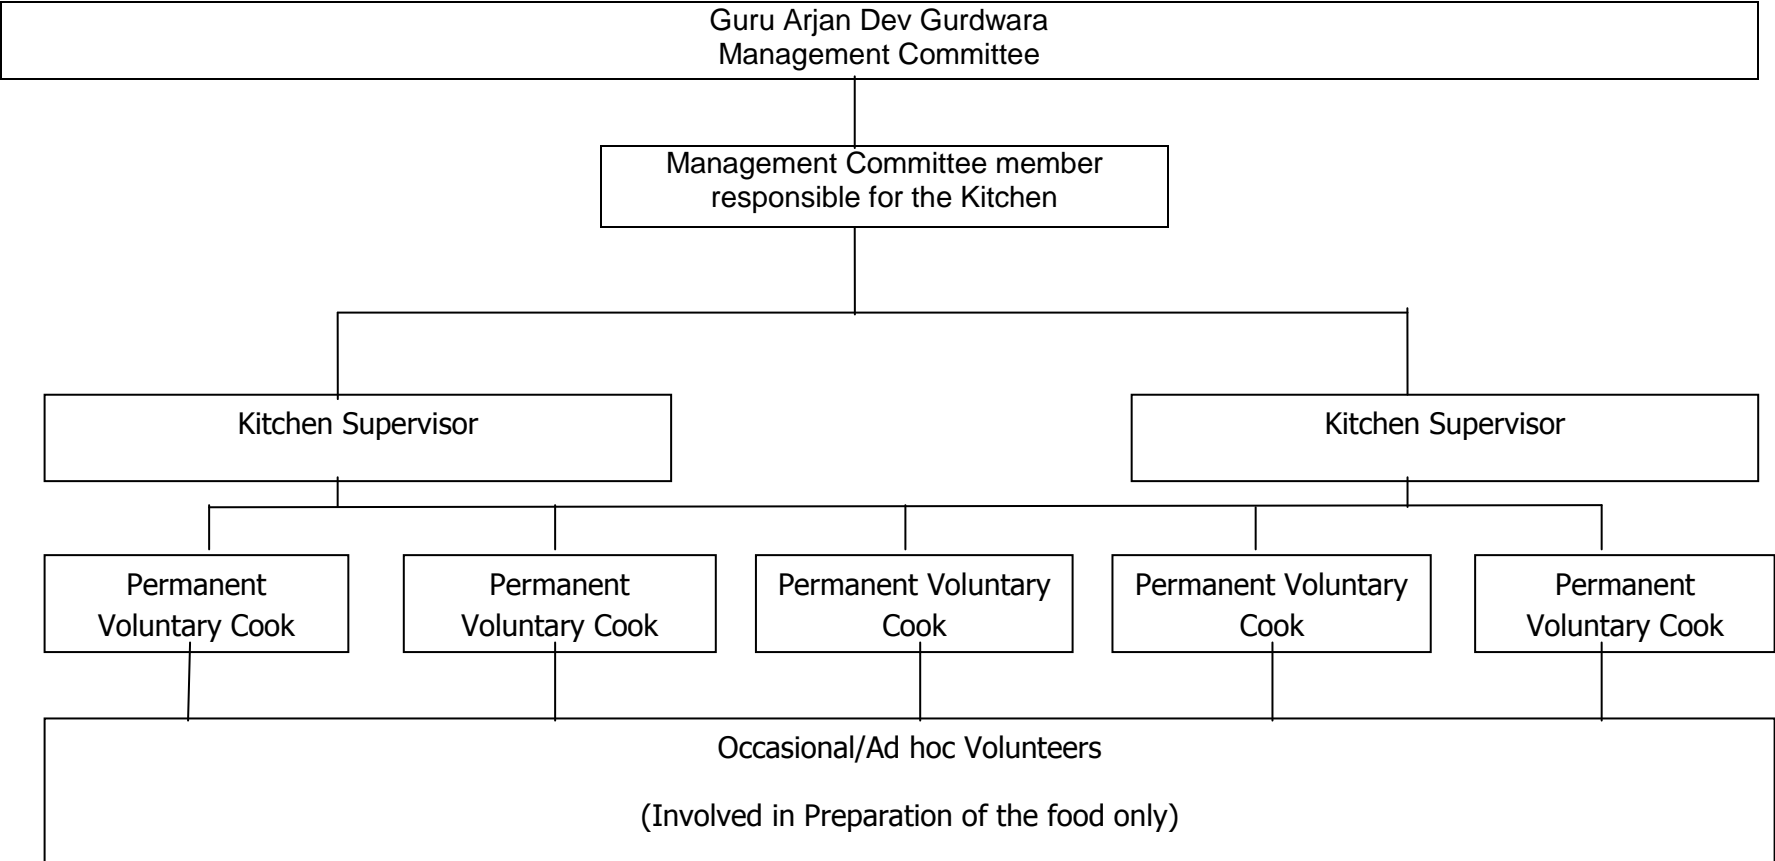 Guru Arjan Dev Gurdwara
Management Committee
Management Committee member
responsible for the Kitchen
Kitchen Supervisor
Kitchen Supervisor
Permanent
Voluntary Cook
Permanent
Voluntary Cook
Permanent Voluntary
Cook
Permanent Voluntary
Cook
Permanent
Voluntary Cook
Occasional/Ad hoc Volunteers
(Involved in Preparation of the food only)